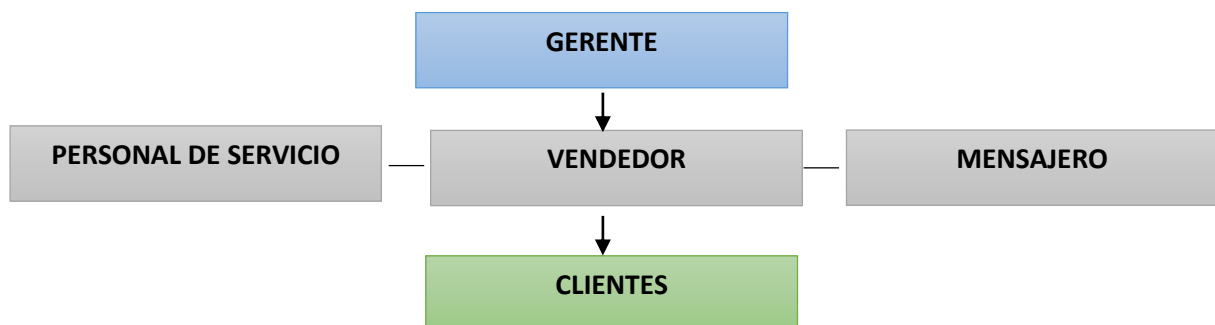 GERENTE
PERSONAL DE SERVICIO
VENDEDOR
MENSAJERO
CLIENTES